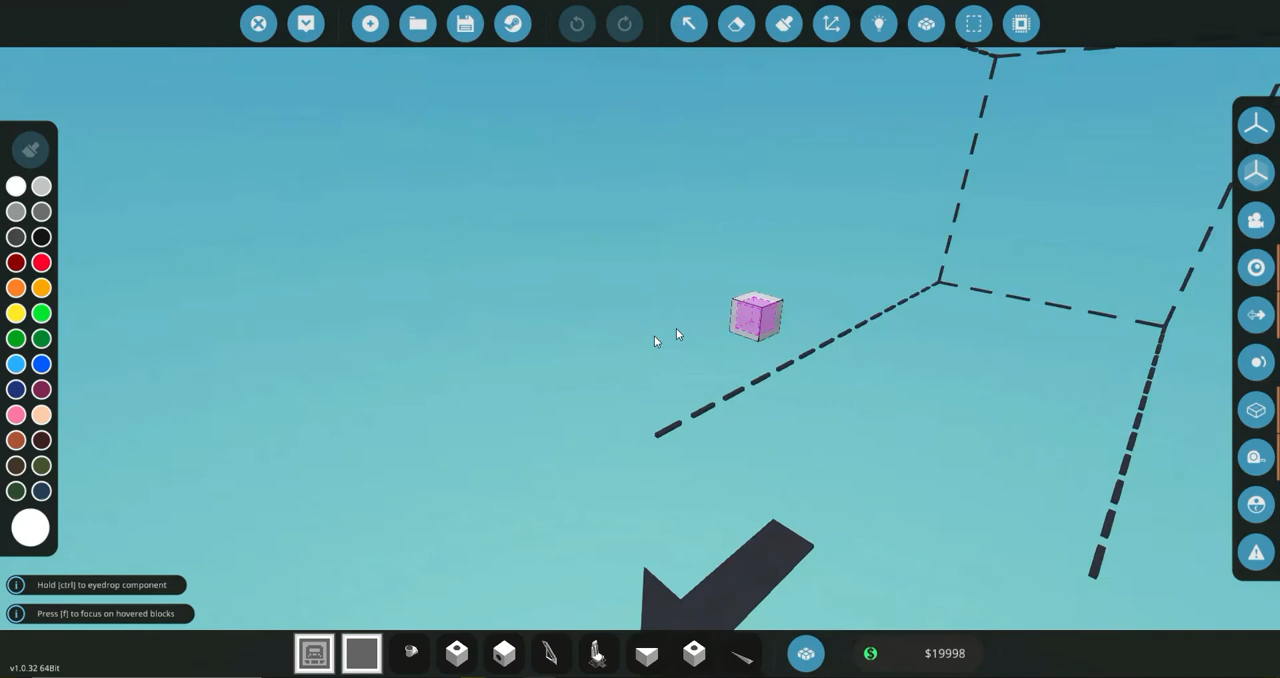 Hold [ctrl] to eyedrop component
Press [f] to focus on hovered blocks
v1.0.32 64Bit
$19998